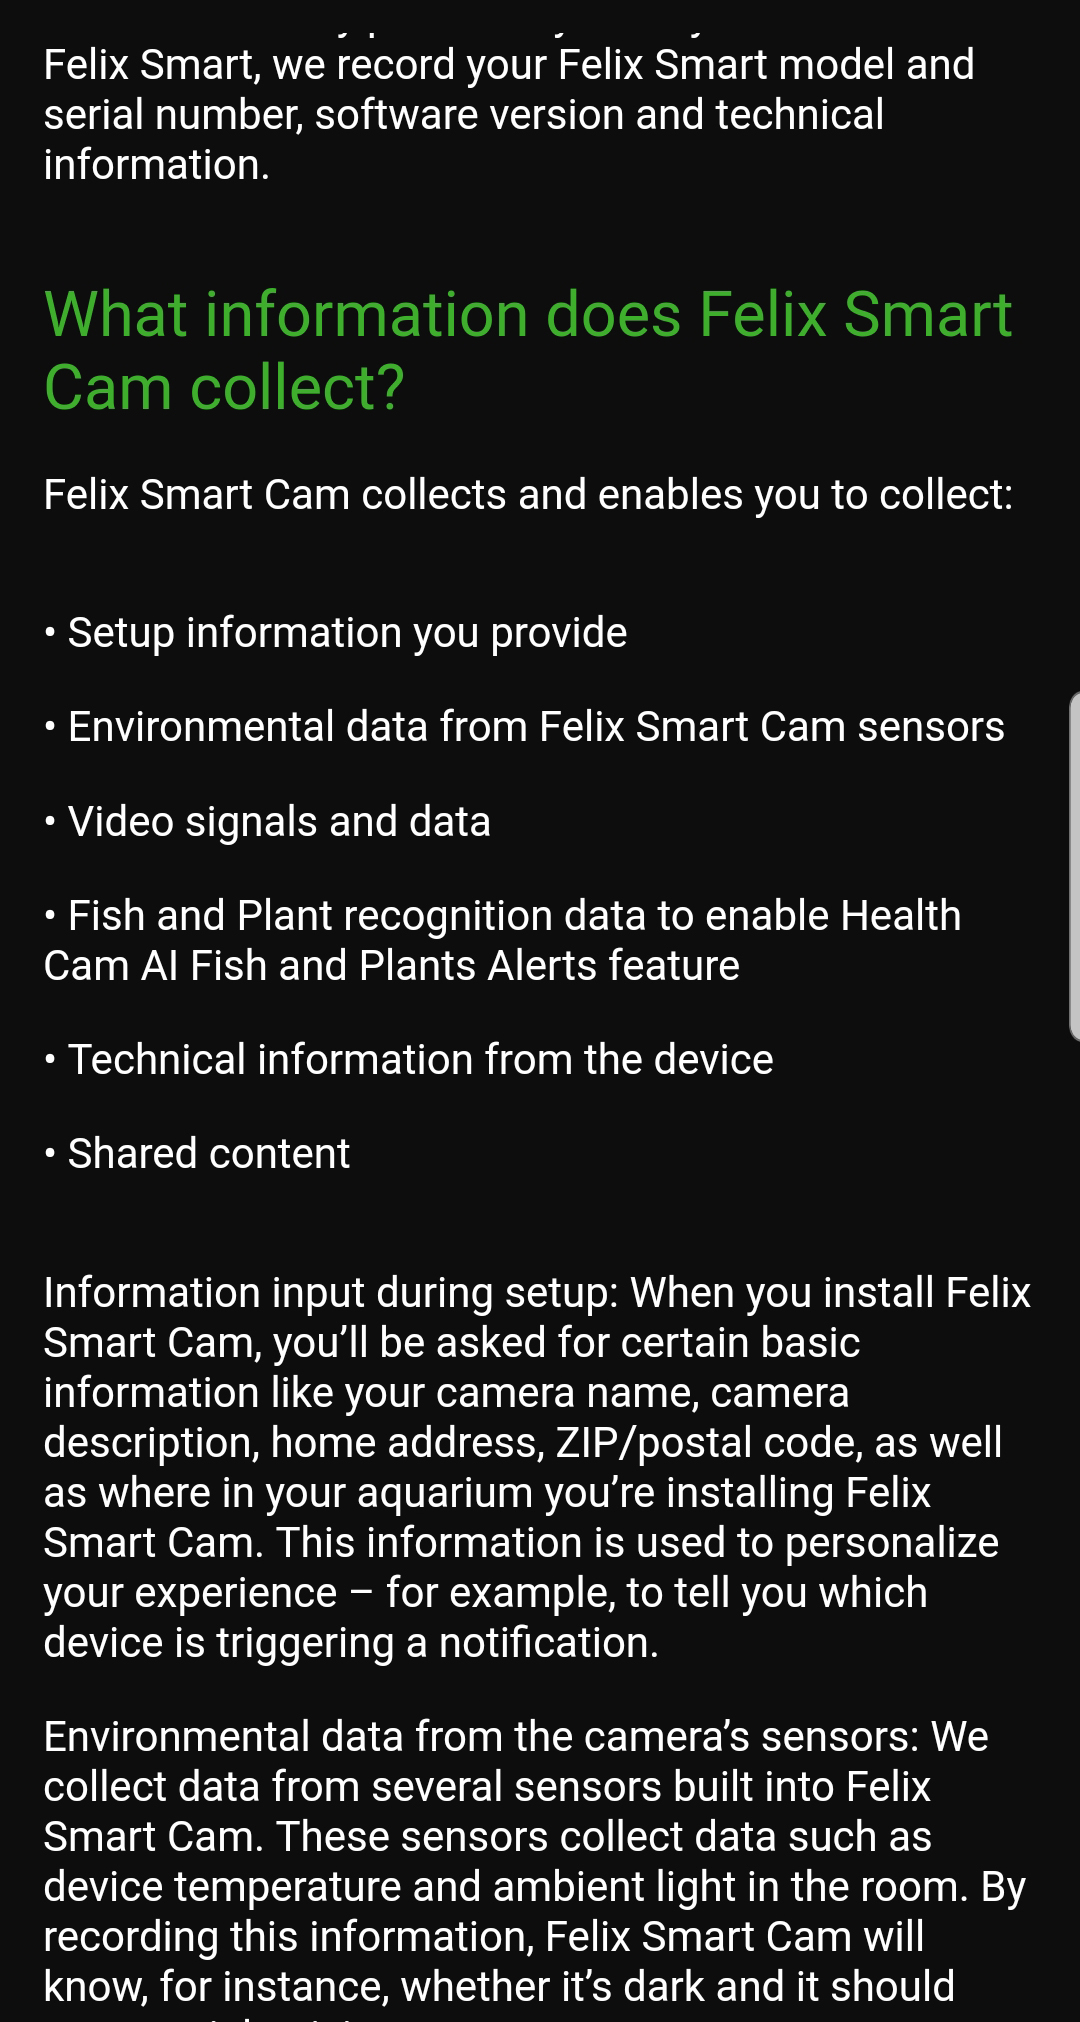 Felix Smart, we record your Felix Smart model and
serial number, software version and technical
information.
What information does Felix Smart
Cam collect?
Felix Smart Cam collects and enables you to collect:
• Setup information you provide
• Environmental data from Felix Smart Cam sensors
• Video signals and data
• Fish and Plant recognition data to enable Health
Cam AI Fish and Plants Alerts feature
• Technical information from the device
• Shared content
Information input during setup: When you install Felix
Smart Cam, you’ll be asked for certain basic
information like your camera name, camera
description, home address, ZIP/postal code, as well
as where in your aquarium you’re installing Felix
Smart Cam. This information is used to personalize
your experience – for example, to tell you which
device is triggering a notification.
Environmental data from the camera’s sensors: We
collect data from several sensors built into Felix
Smart Cam. These sensors collect data such as
device temperature and ambient light in the room. By
recording this information, Felix Smart Cam will
know, for instance, whether it’s dark and it should